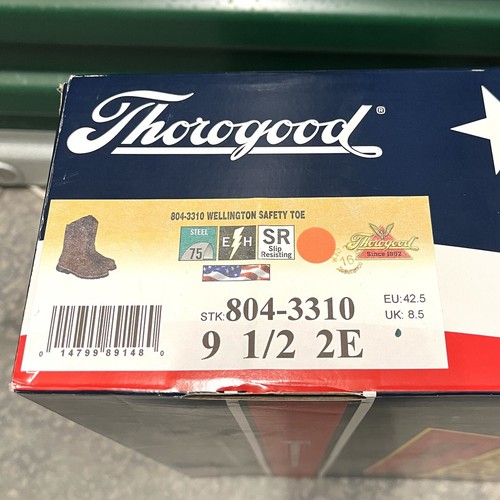 Thorogood®
804-3310 WELLINGTON SAFETY TOE
STEEL
75
EH
SR
Slip
Resisting
Thorogood
Since 1892
STK: 804-3310
EU: 42.5
UK: 8.5
9 1/2 2E
0 14799 89148 0
T